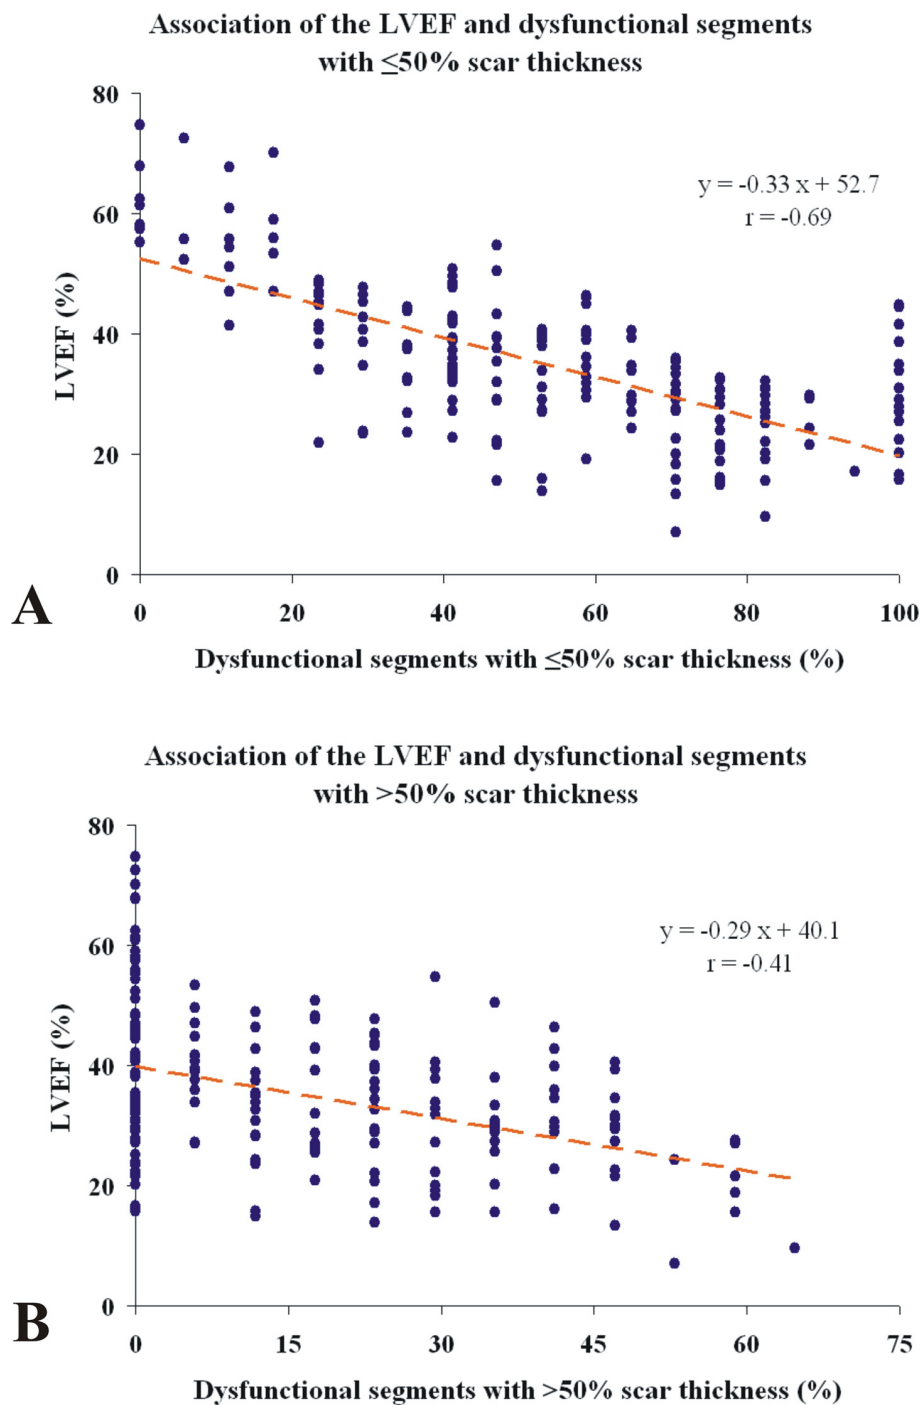 Association of the LVEF and dysfunctional segments
with ≤50% scar thickness
80
60
40
20
0
LVEF (%)
y = -0.33 x + 52.7
r = -0.69
0 20 40 60 80 100
Dysfunctional segments with ≤50% scar thickness (%)
A
Association of the LVEF and dysfunctional segments
with >50% scar thickness
80
60
40
20
0
LVEF (%)
y = -0.29 x + 40.1
r = -0.41
0 15 30 45 60 75
Dysfunctional segments with >50% scar thickness (%)
B